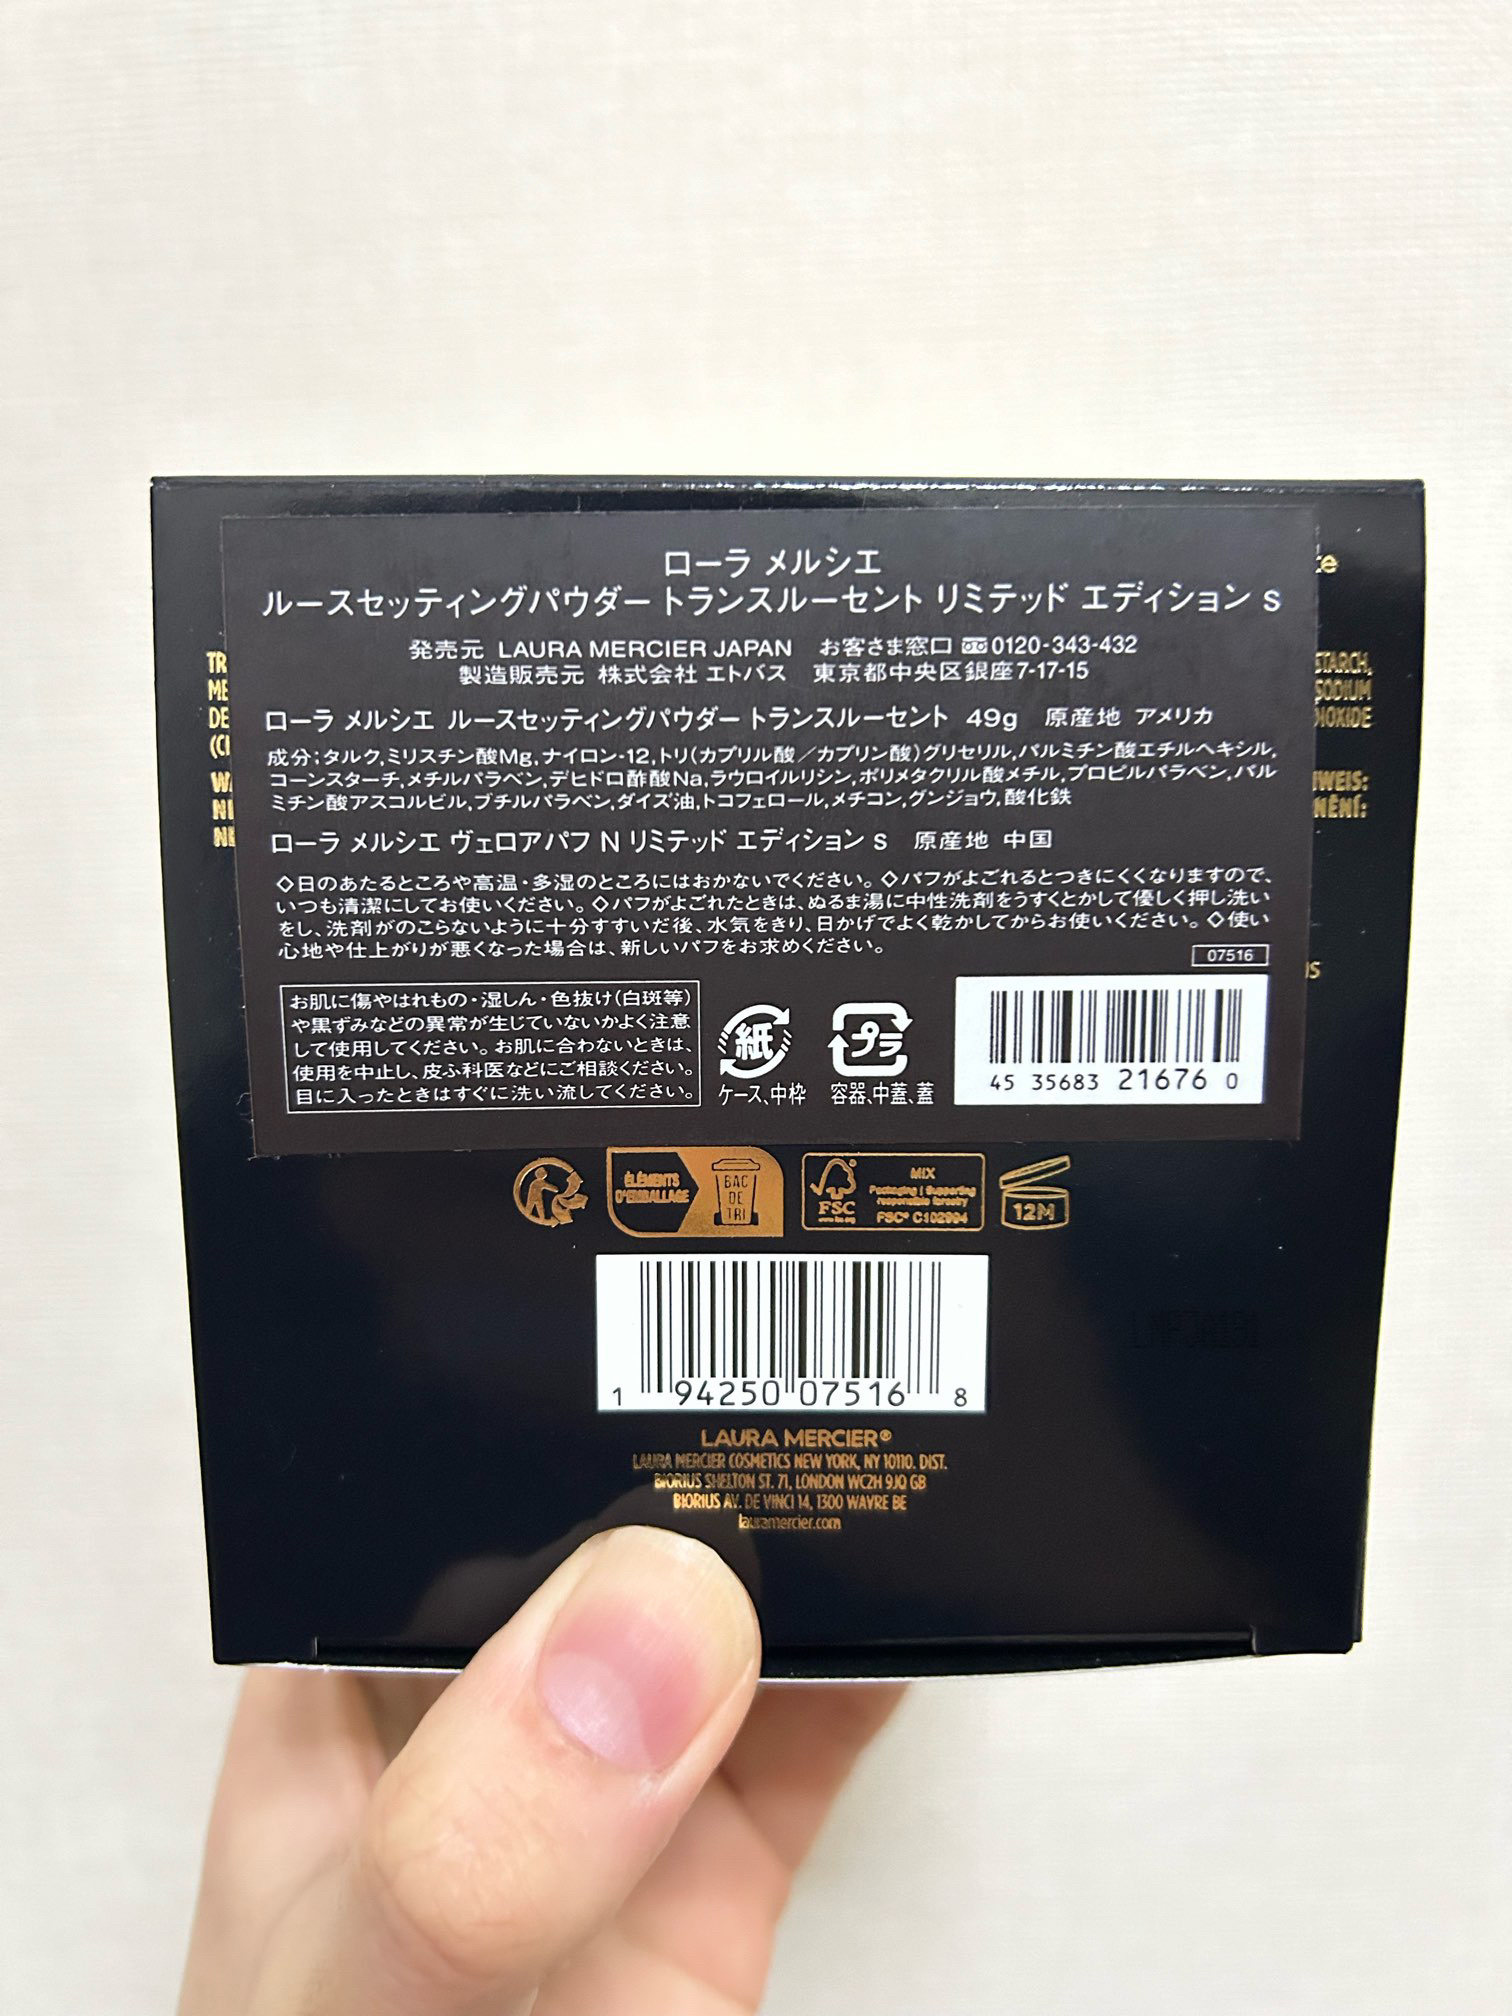 ローラ メルシエ
ルースセッティングパウダー トランスルーセント リミテッド エディション S
発売元 LAURA MERCIER JAPAN お客さま窓口 0120-343-432
製造販売元 株式会社 エトバス 東京都中央区銀座7-17-15
ローラ メルシエ ルースセッティングパウダー トランスルーセント 49g 原産地 アメリカ
成分：タルク,ミリスチン酸Mg,ナイロン-12,トリ(カプリル酸／カプリン酸)グリセリル,パルミチン酸エチルヘキシル,
コーンスターチ,メチルパラベン,デヒドロ酢酸Na,ラウロイルリシン,ポリメタクリル酸メチル,プロピルパラベン,パル
ミチン酸アスコルビル,ブチルパラベン,ダイズ油,トコフェロール,メチコン,グンジョウ,酸化鉄
ローラ メルシエ ヴェロアパフ N リミテッド エディション S 原産地 中国
◇日のあたるところや高温・多湿のところにはおかないでください。◇パフがよごれるとつきにくくなりますので、
いつも清潔にしてお使いください。◇パフがよごれたときは、ぬるま湯に中性洗剤をうすくとかして優しく押し洗い
をし、洗剤がのこらないように十分すすいだ後、水気をきり、日かげでよく乾かしてからお使いください。◇使い
心地や仕上がりが悪くなった場合は、新しいパフをお求めください。
07516
お肌に傷やはれもの・湿しん・色抜け(白斑等)
や黒ずみなどの異常が生じていないかよく注意
して使用してください。お肌に合わないときは、
使用を中止し、皮ふ科医などにご相談ください。
目に入ったときはすぐに洗い流してください。
紙
ケース、中枠
プラ
容器、中蓋、蓋
45 35683 21676 0
TR
ME
DE
(CI
STARCH,
SODIUM
DIOXIDE
NWEIS:
NĚNÍ:
ÉLÉMENTS
D'EMBALLAGE
BAC
DE
TRI
FSC
www.fsc.org
MIX
Packaging | Supporting
responsible forestry
FSC® C102994
12M
1 94250 07516 8
LAURA MERCIER®
LAURA MERCIER COSMETICS NEW YORK, NY 10110. DIST.
BIORIUS SHELTON ST. 71, LONDON WC2H 9JQ GB
BIORIUS AV. DE VINCI 14, 1300 WAVRE BE
lauramercier.com